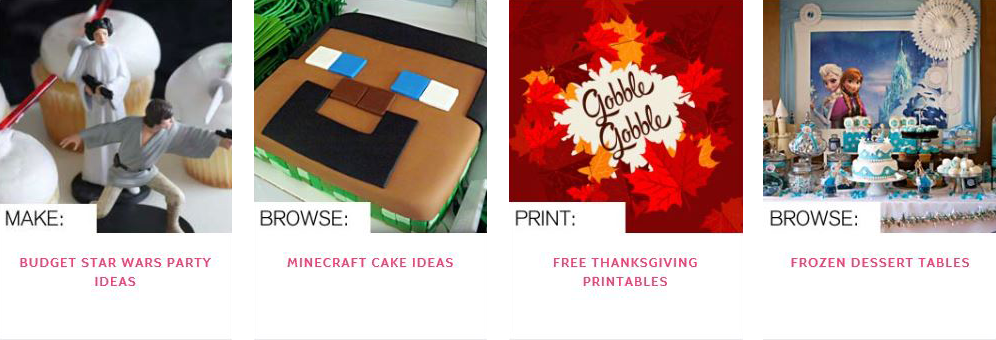 Gobble
Gobble
MAKE:
BROWSE:
PRINT:
BROWSE:
BUDGET STAR WARS PARTY
IDEAS
MINECRAFT CAKE IDEAS
FREE THANKSGIVING
PRINTABLES
FROZEN DESSERT TABLES